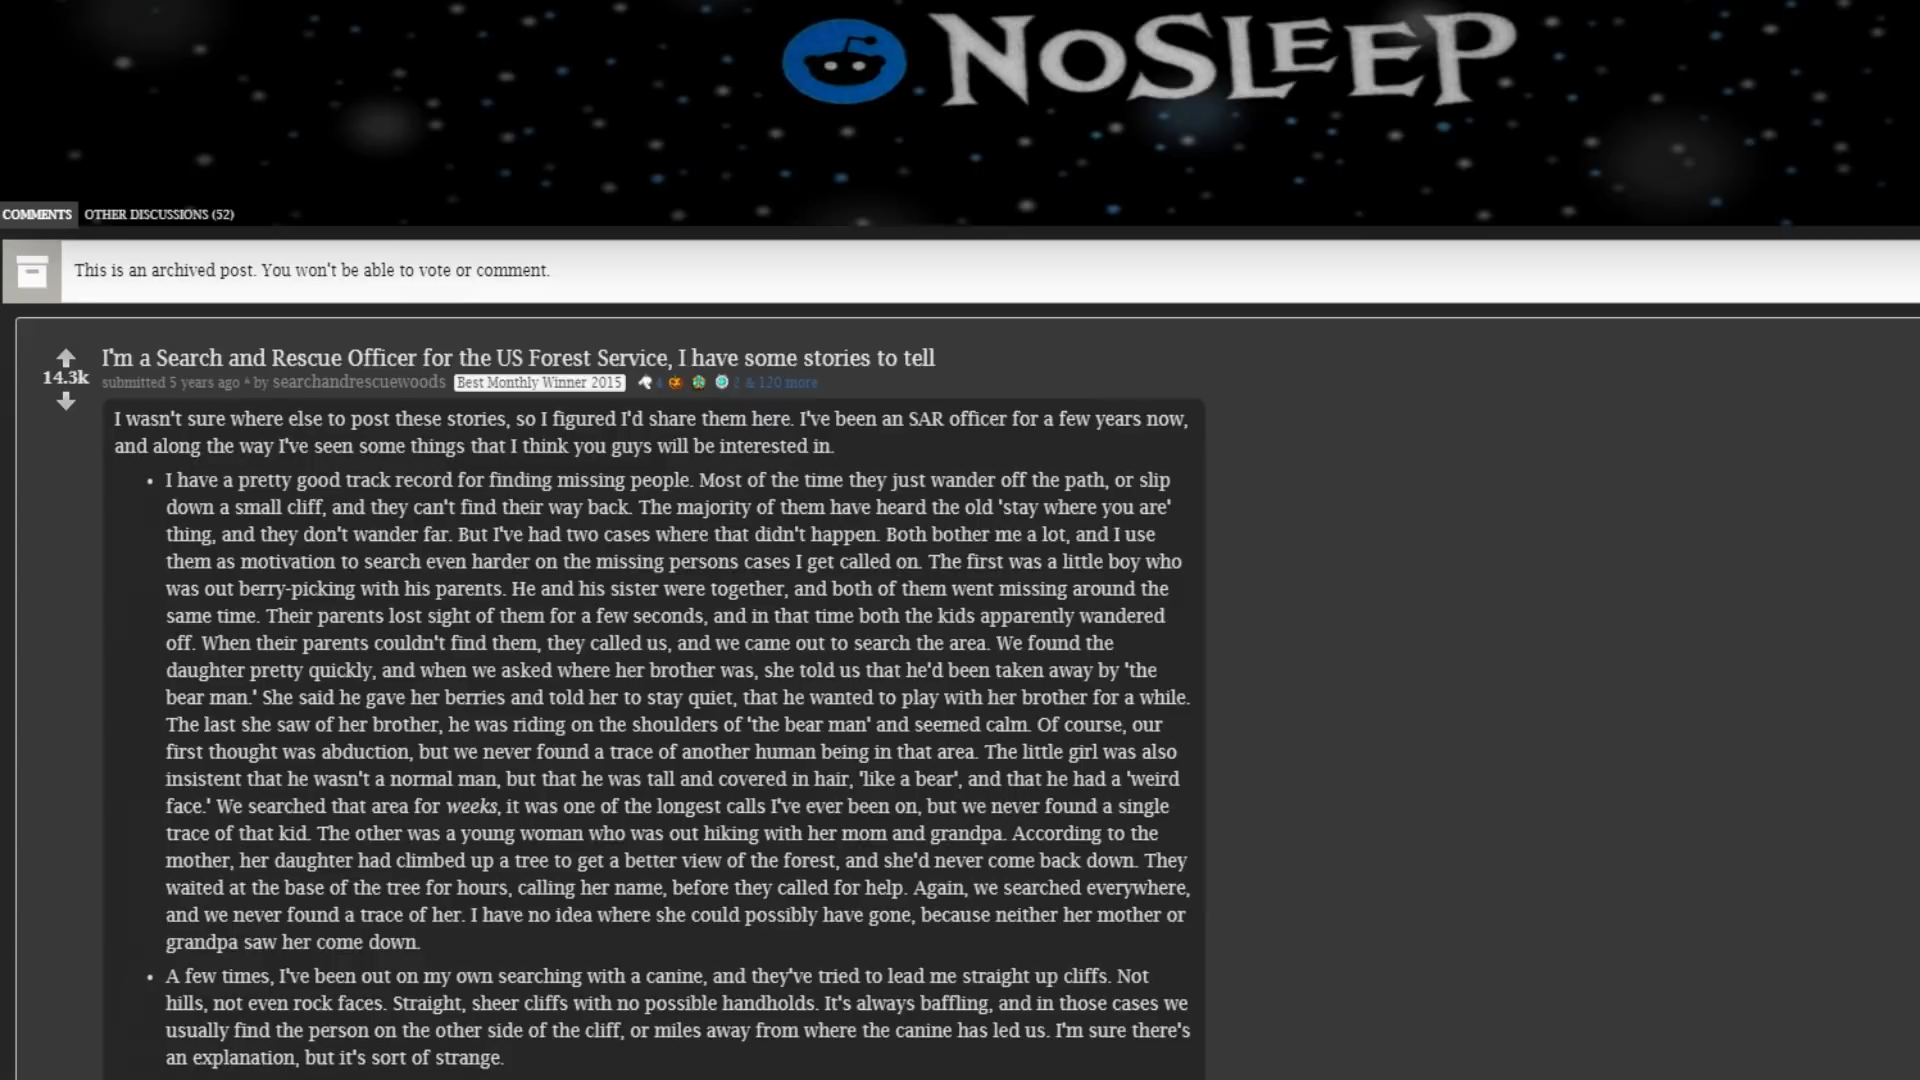 NOSLEEP
COMMENTS OTHER DISCUSSIONS (52)
This is an archived post. You won't be able to vote or comment.
I'm a Search and Rescue Officer for the US Forest Service, I have some stories to tell
14.3k
submitted 5 years ago * by searchandrescuewoods Best Monthly Winner 2015 4 2 & 120 more
I wasn't sure where else to post these stories, so I figured I'd share them here. I've been an SAR officer for a few years now,
and along the way I've seen some things that I think you guys will be interested in.
• I have a pretty good track record for finding missing people. Most of the time they just wander off the path, or slip
down a small cliff, and they can't find their way back. The majority of them have heard the old 'stay where you are'
thing, and they don't wander far. But I've had two cases where that didn't happen. Both bother me a lot, and I use
them as motivation to search even harder on the missing persons cases I get called on. The first was a little boy who
was out berry-picking with his parents. He and his sister were together, and both of them went missing around the
same time. Their parents lost sight of them for a few seconds, and in that time both the kids apparently wandered
off. When their parents couldn't find them, they called us, and we came out to search the area. We found the
daughter pretty quickly, and when we asked where her brother was, she told us that he'd been taken away by 'the
bear man.' She said he gave her berries and told her to stay quiet, that he wanted to play with her brother for a while.
The last she saw of her brother, he was riding on the shoulders of 'the bear man' and seemed calm. Of course, our
first thought was abduction, but we never found a trace of another human being in that area. The little girl was also
insistent that he wasn't a normal man, but that he was tall and covered in hair, 'like a bear', and that he had a 'weird
face.' We searched that area for weeks, it was one of the longest calls I've ever been on, but we never found a single
trace of that kid. The other was a young woman who was out hiking with her mom and grandpa. According to the
mother, her daughter had climbed up a tree to get a better view of the forest, and she'd never come back down. They
waited at the base of the tree for hours, calling her name, before they called for help. Again, we searched everywhere,
and we never found a trace of her. I have no idea where she could possibly have gone, because neither her mother or
grandpa saw her come down.
• A few times, I've been out on my own searching with a canine, and they've tried to lead me straight up cliffs. Not
hills, not even rock faces. Straight, sheer cliffs with no possible handholds. It's always baffling, and in those cases we
usually find the person on the other side of the cliff, or miles away from where the canine has led us. I'm sure there's
an explanation, but it's sort of strange.